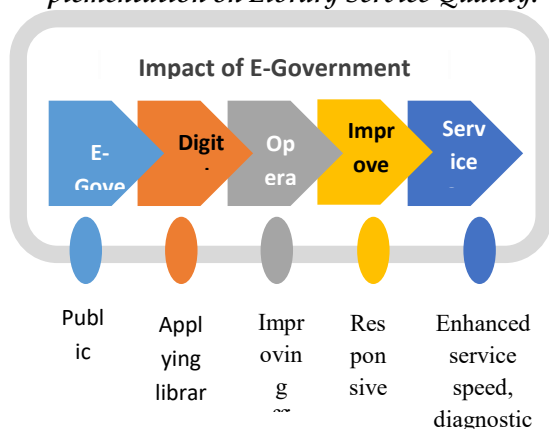 plementation on Library Service Quality.
Impact of E-Government
E-
Gove
Digit
Op
era
Impr
ove
Serv
ice
Publ
ic
Appl
ying
librar
Impr
ovin
g
Res
pon
sive
Enhanced
service
speed,
diagnostic